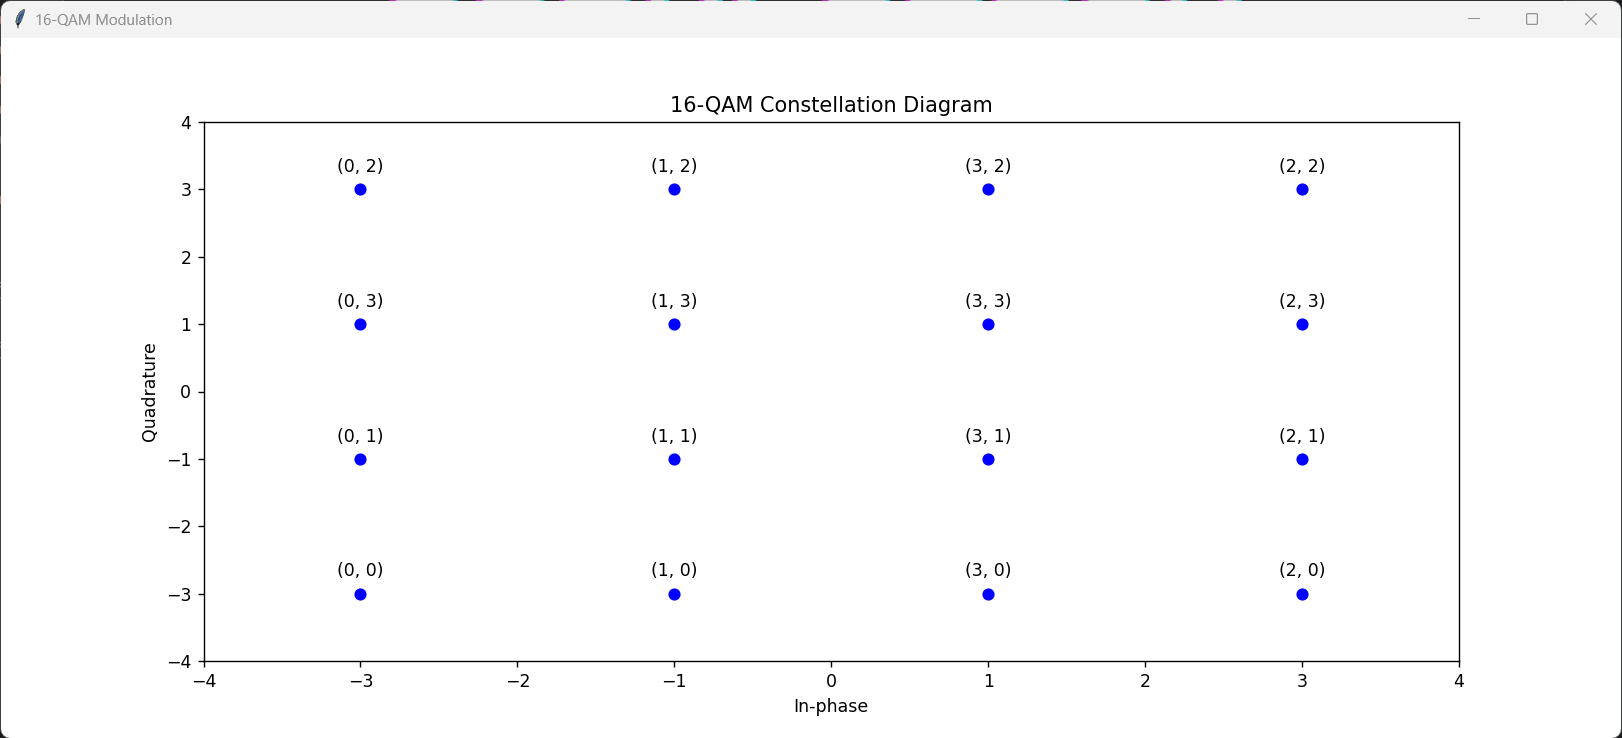 16-QAM Modulation
16-QAM Constellation Diagram
4
(0, 2) (1, 2) (3, 2) (2, 2)
3
2
(0, 3) (1, 3) (3, 3) (2, 3)
1
Quadrature
0
(0, 1) (1, 1) (3, 1) (2, 1)
−1
−2
(0, 0) (1, 0) (3, 0) (2, 0)
−3
−4
−4 −3 −2 −1 0 1 2 3 4
In-phase